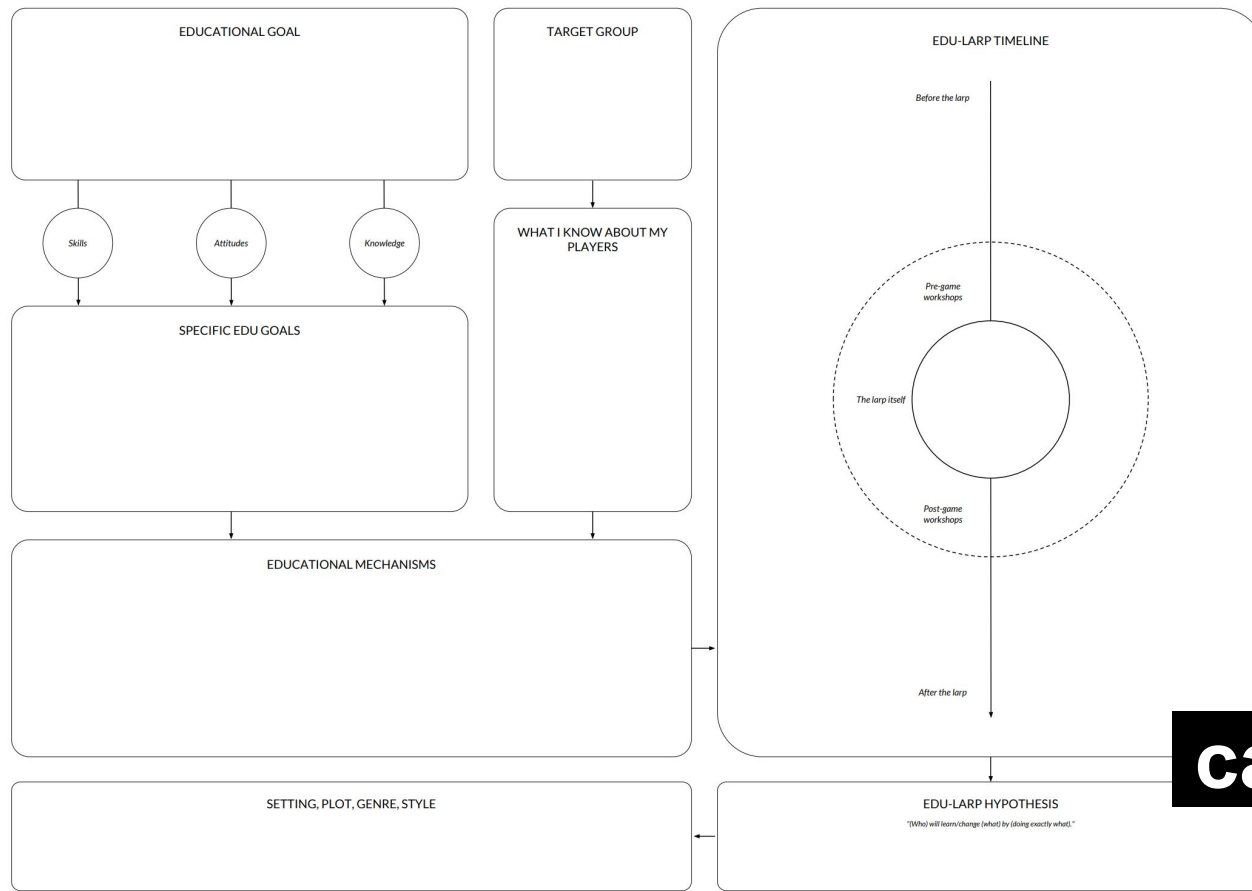 EDUCATIONAL GOAL
TARGET GROUP
EDU-LARP TIMELINE
Before the larp
Skills
Attitudes
Knowledge
WHAT I KNOW ABOUT MY
PLAYERS
Pre-game
workshops
SPECIFIC EDU GOALS
The larp itself
Post-game
workshops
EDUCATIONAL MECHANISMS
After the larp
ca
SETTING, PLOT, GENRE, STYLE
EDU-LARP HYPOTHESIS
"(Who) will learn/change (what) by (doing exactly what)."